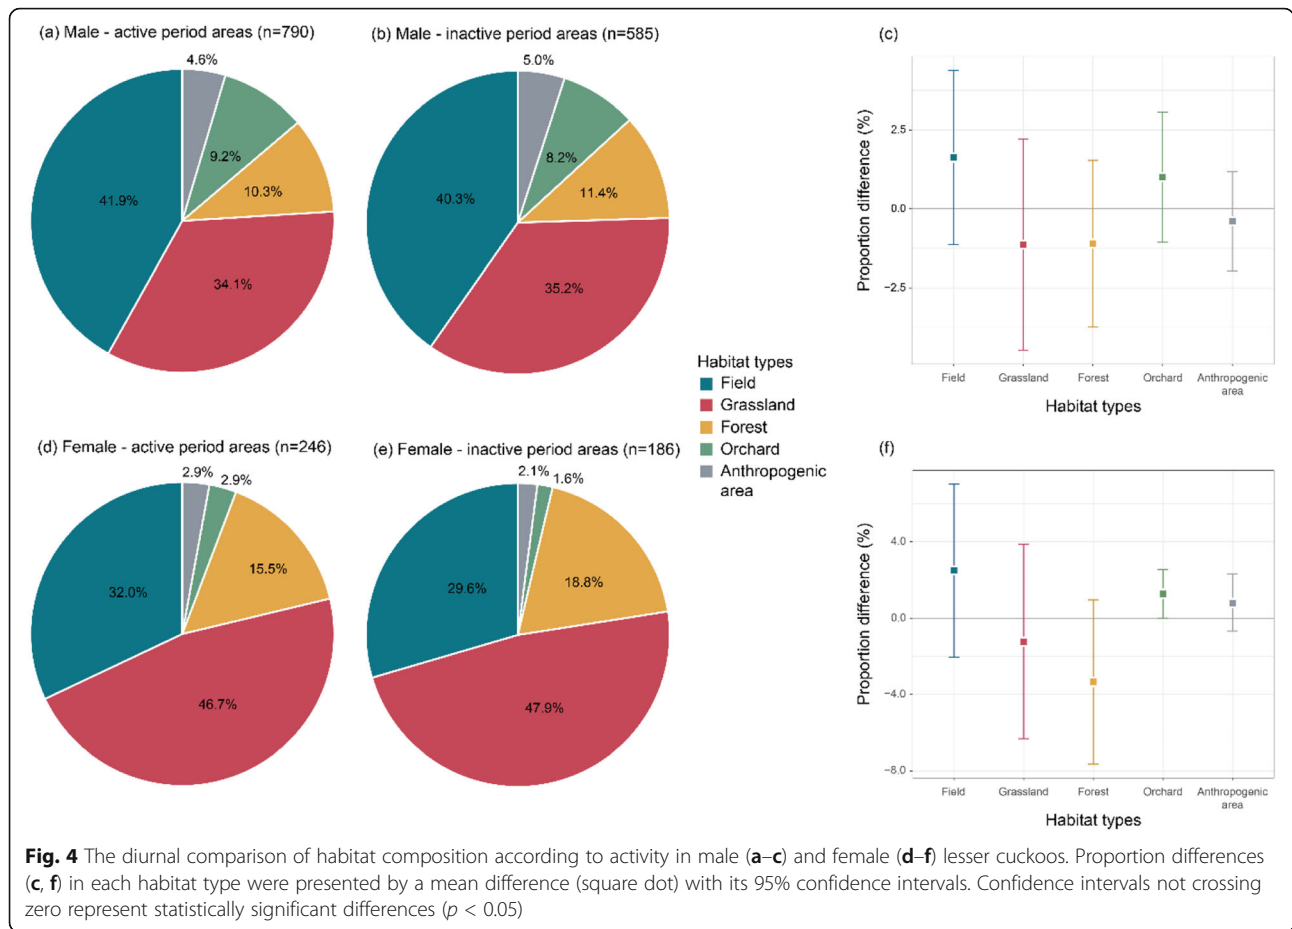 (a) Male - active period areas (n=790)
4.6%
9.2%
10.3%
41.9%
34.1%
(b) Male - inactive period areas (n=585)
5.0%
8.2%
11.4%
40.3%
35.2%
(c)
Proportion difference (%)
2.5
0.0
−2.5
Field Grassland Forest Orchard Anthropogenic
area
Habitat types
Habitat types
Field
Grassland
Forest
Orchard
Anthropogenic
area
(d) Female - active period areas (n=246)
2.9%
2.9%
15.5%
32.0%
46.7%
(e) Female - inactive period areas (n=186)
2.1%
1.6%
18.8%
29.6%
47.9%
(f)
Proportion difference (%)
4.0
0.0
−4.0
−8.0
Field Grassland Forest Orchard Anthropogenic
area
Habitat types
Fig. 4 The diurnal comparison of habitat composition according to activity in male (a–c) and female (d–f) lesser cuckoos. Proportion differences
(c, f) in each habitat type were presented by a mean difference (square dot) with its 95% confidence intervals. Confidence intervals not crossing
zero represent statistically significant differences (p < 0.05)